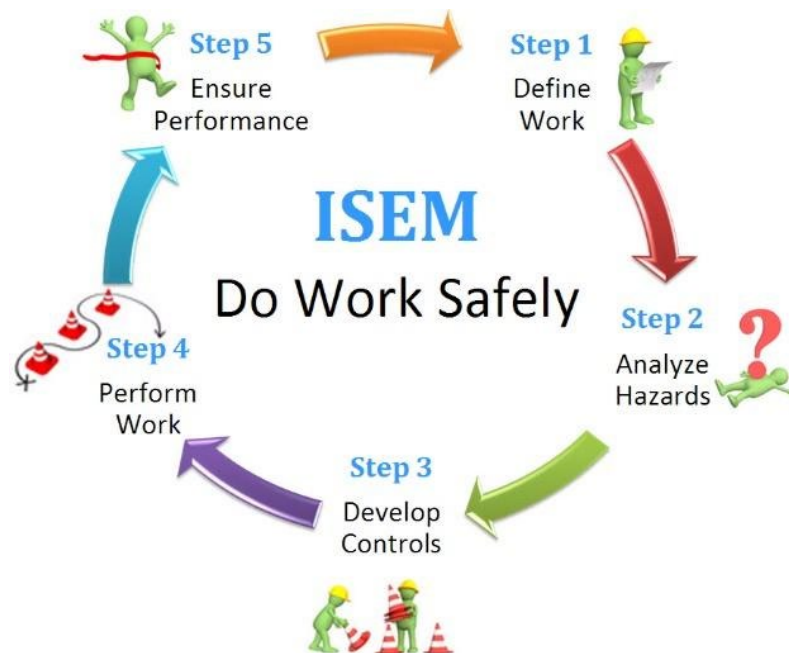 ISEM
Do Work Safely
Step 1
Define
Work
Step 2
Analyze
Hazards
?
Step 3
Develop
Controls
Step 4
Perform
Work
Step 5
Ensure
Performance